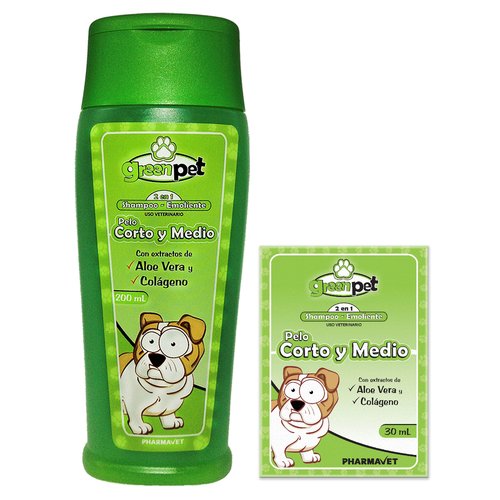 greenpet
2 en 1
Shampoo - Emoliente
USO VETERINARIO
Pelo
Corto y Medio
Con extractos de
✓ Aloe Vera y
✓ Colágeno
200 mL
PHARMAVET
greenpet
2 en 1
Shampoo - Emoliente
USO VETERINARIO
Pelo
Corto y Medio
Con extractos de
✓ Aloe Vera y
✓ Colágeno
30 mL
PHARMAVET